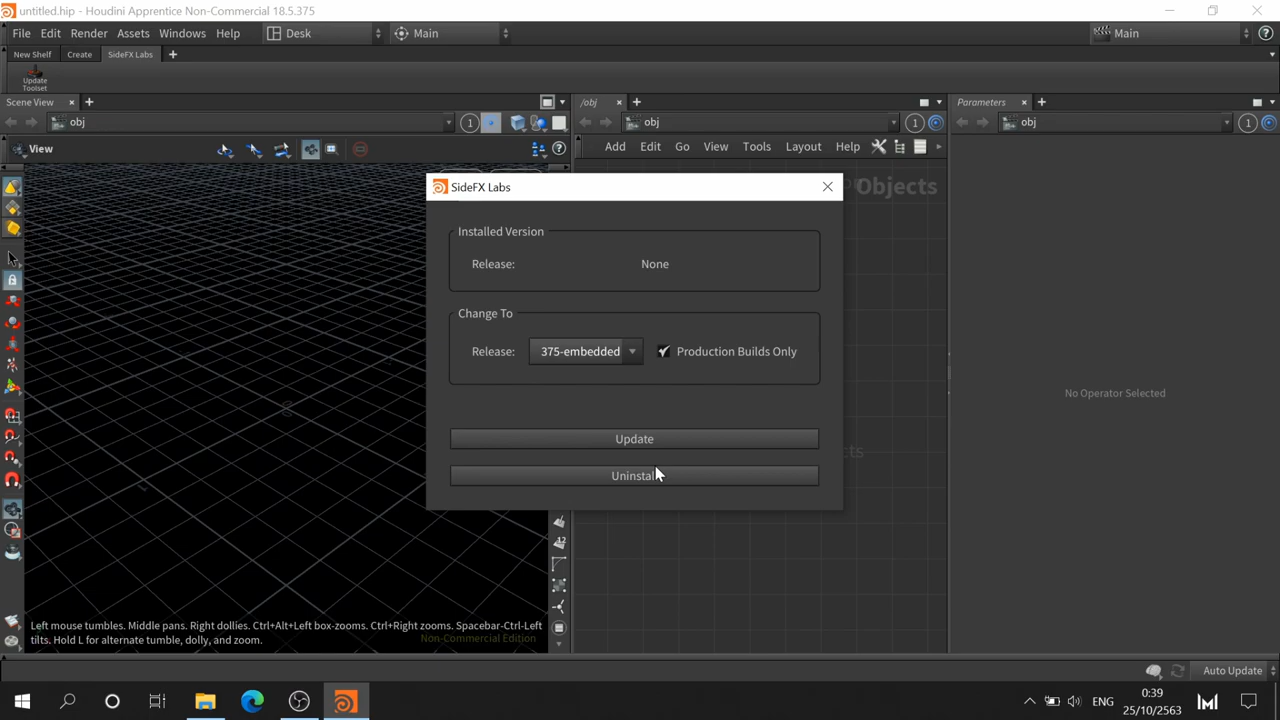 untitled.hip - Houdini Apprentice Non-Commercial 18.5.375
File Edit Render Assets Windows Help Desk Main Main
New Shelf Create SideFX Labs
Update
Toolset
Scene View /obj Parameters
obj 1 obj 1 obj 1
View Add Edit Go View Tools Layout Help
Objects
SideFX Labs
Installed Version
Release: None
Change To
Release: 375-embedded Production Builds Only
No Operator Selected
Update
Uninstall
12
Left mouse tumbles. Middle pans. Right dollies. Ctrl+Alt+Left box-zooms. Ctrl+Right zooms. Spacebar-Ctrl-Left
tilts. Hold L for alternate tumble, dolly, and zoom.
Non-Commercial Edition
Auto Update
ENG
0:39
25/10/2563